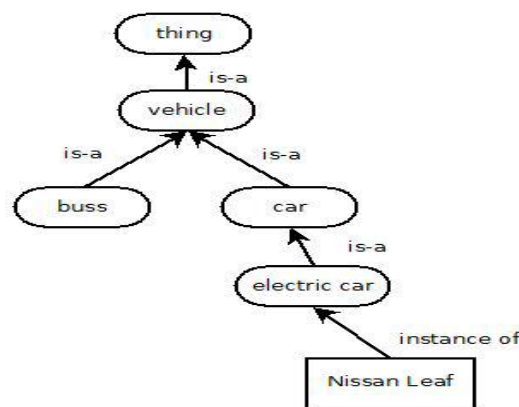 thing
is-a
vehicle
is-a
is-a
buss
car
is-a
electric car
instance of
Nissan Leaf